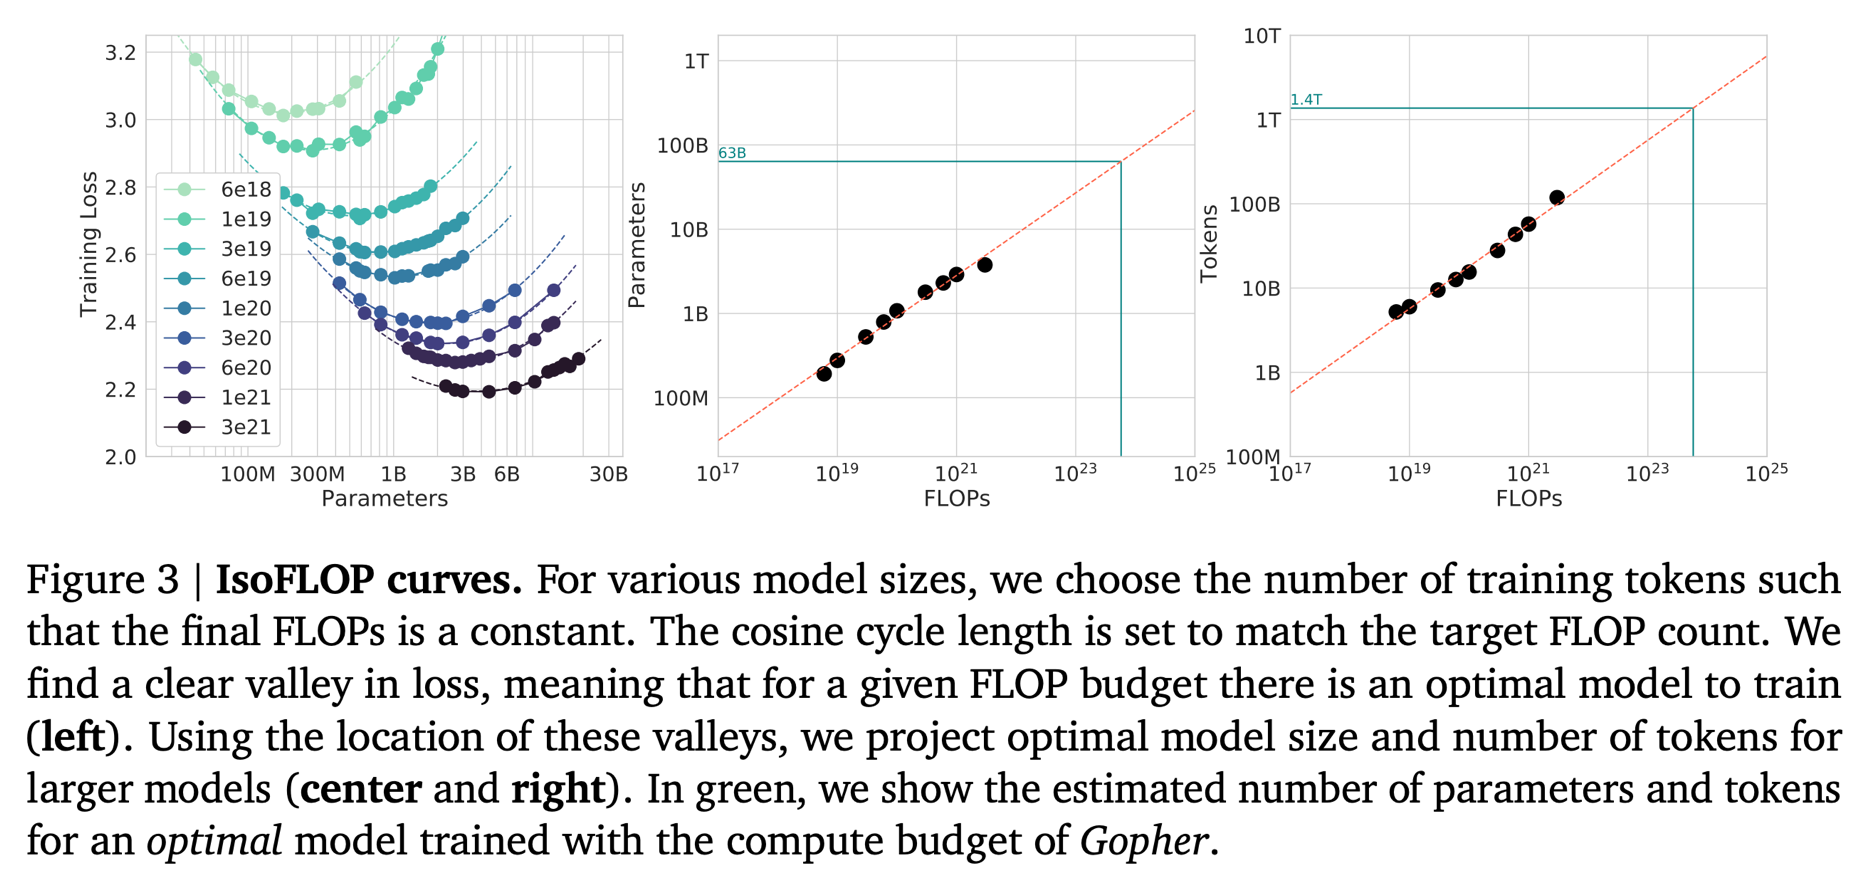 3.2
3.0
2.8
2.6
2.4
2.2
2.0
Training Loss
6e18
1e19
3e19
6e19
1e20
3e20
6e20
1e21
3e21
100M 300M 1B 3B 6B 30B
Parameters
1T
100B
10B
1B
100M
Parameters
63B
10^17 10^19 10^21 10^23 10^25
FLOPs
10T
1T
100B
10B
1B
100M
Tokens
1.4T
10^17 10^19 10^21 10^23 10^25
FLOPs
Figure 3 | IsoFLOP curves. For various model sizes, we choose the number of training tokens such
that the final FLOPs is a constant. The cosine cycle length is set to match the target FLOP count. We
find a clear valley in loss, meaning that for a given FLOP budget there is an optimal model to train
(left). Using the location of these valleys, we project optimal model size and number of tokens for
larger models (center and right). In green, we show the estimated number of parameters and tokens
for an optimal model trained with the compute budget of Gopher.